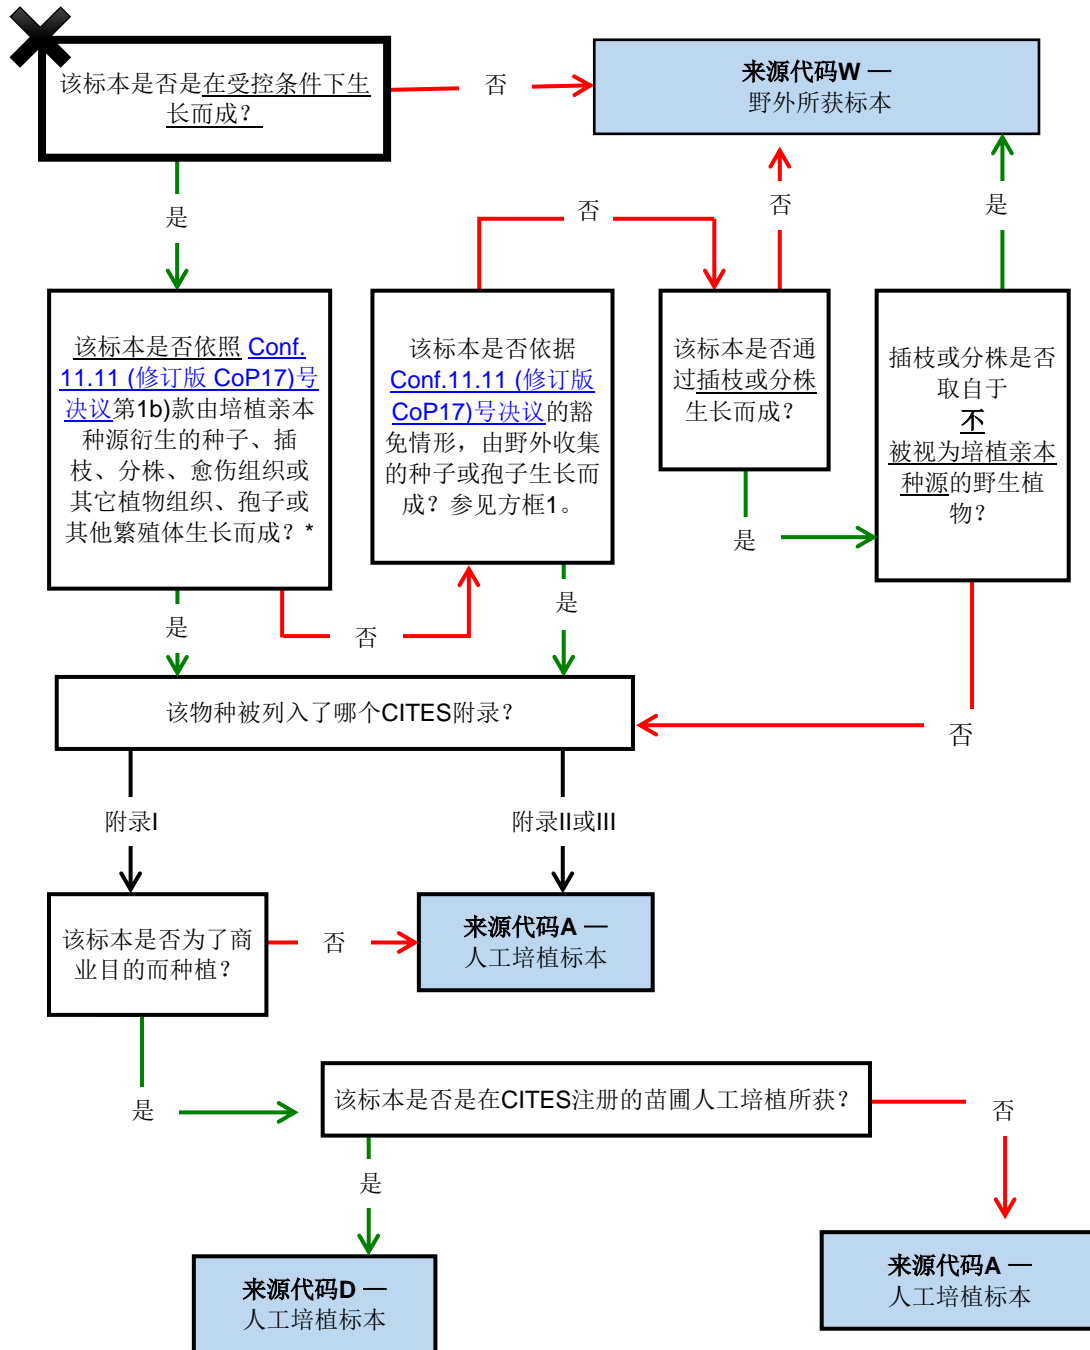 该标本是否是在受控条件下生
长而成？
否
来源代码W —
野外所获标本
是
否
否
是
该标本是否依照 Conf.
11.11 (修订版 CoP17)号
决议第1b)款由培植亲本
种源衍生的种子、插
枝、分株、愈伤组织或
其它植物组织、孢子或
其他繁殖体生长而成？*
该标本是否依据
Conf.11.11 (修订版
CoP17)号决议的豁
免情形，由野外收集
的种子或孢子生长而
成？参见方框1。
该标本是否通
过插枝或分株
生长而成？
插枝或分株是否
取自于
不
被视为培植亲本
种源的野生植
物？
是
是
否
是
否
该物种被列入了哪个CITES附录？
附录I
附录II或III
该标本是否为了商
业目的而种植？
否
来源代码A —
人工培植标本
是
该标本是否是在CITES注册的苗圃人工培植所获？
否
是
来源代码D —
人工培植标本
来源代码A —
人工培植标本